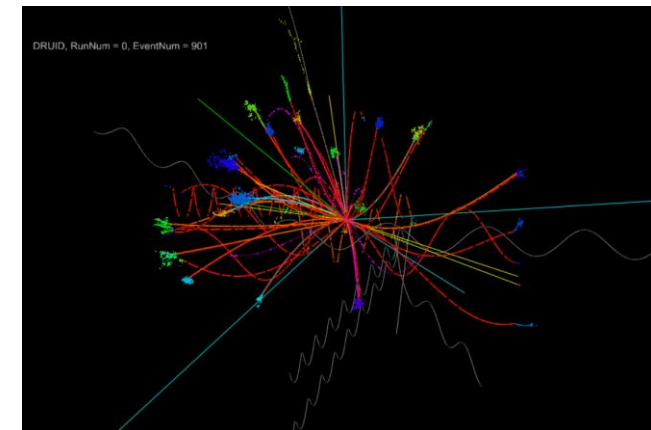 DRUID, RunNum = 0, EventNum = 901